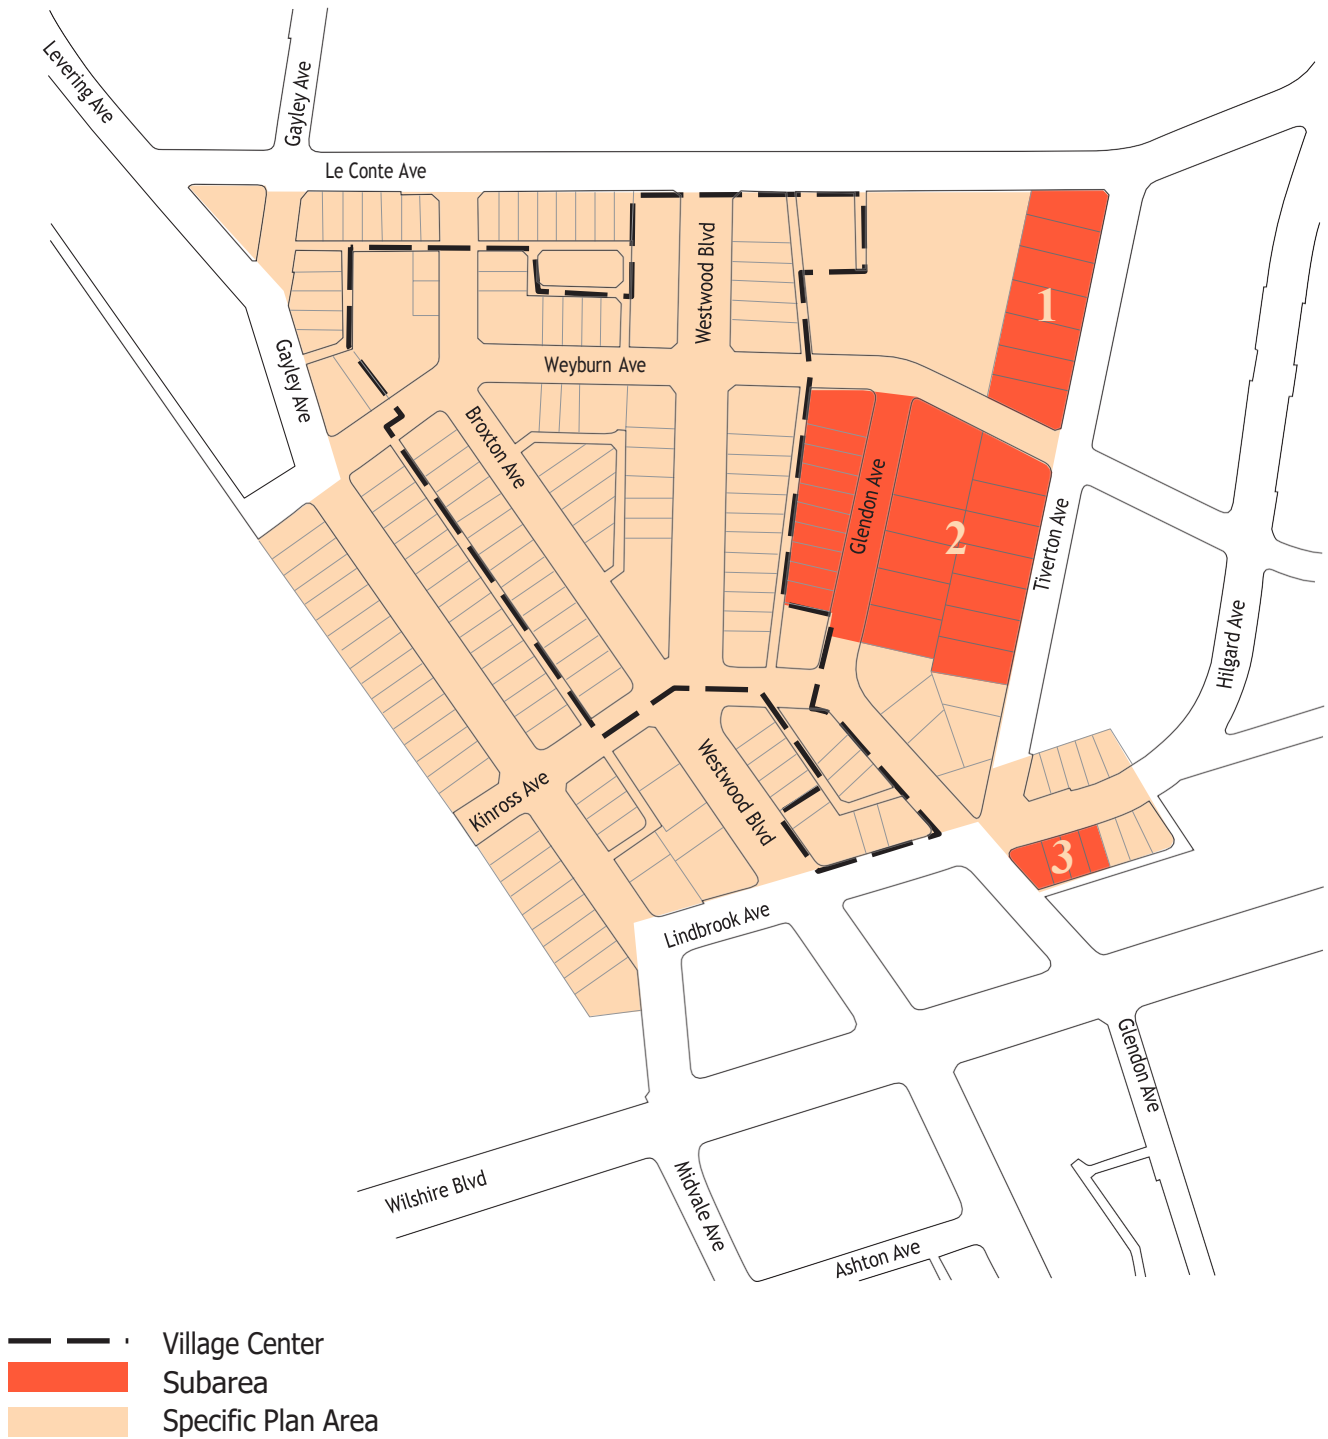 Levering Ave
Gayley Ave
Le Conte Ave
Westwood Blvd
1
Gayley Ave
Weyburn Ave
Broxton Ave
Glendon Ave
2
Tiverton Ave
Hilgard Ave
Kinross Ave
Westwood Blvd
3
Lindbrook Ave
Glendon Ave
Wilshire Blvd
Midvale Ave
Ashton Ave
Village Center
Subarea
Specific Plan Area